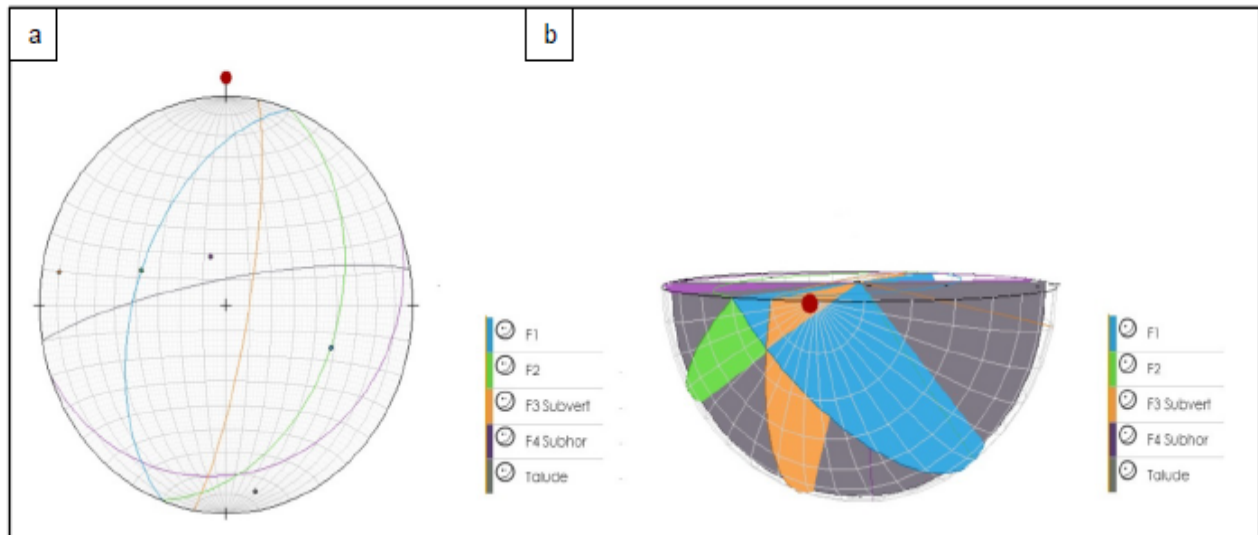 a
b
F1
F2
F3 Subvert
F4 Subhor
Talude
F1
F2
F3 Subvert
F4 Subhor
Talude